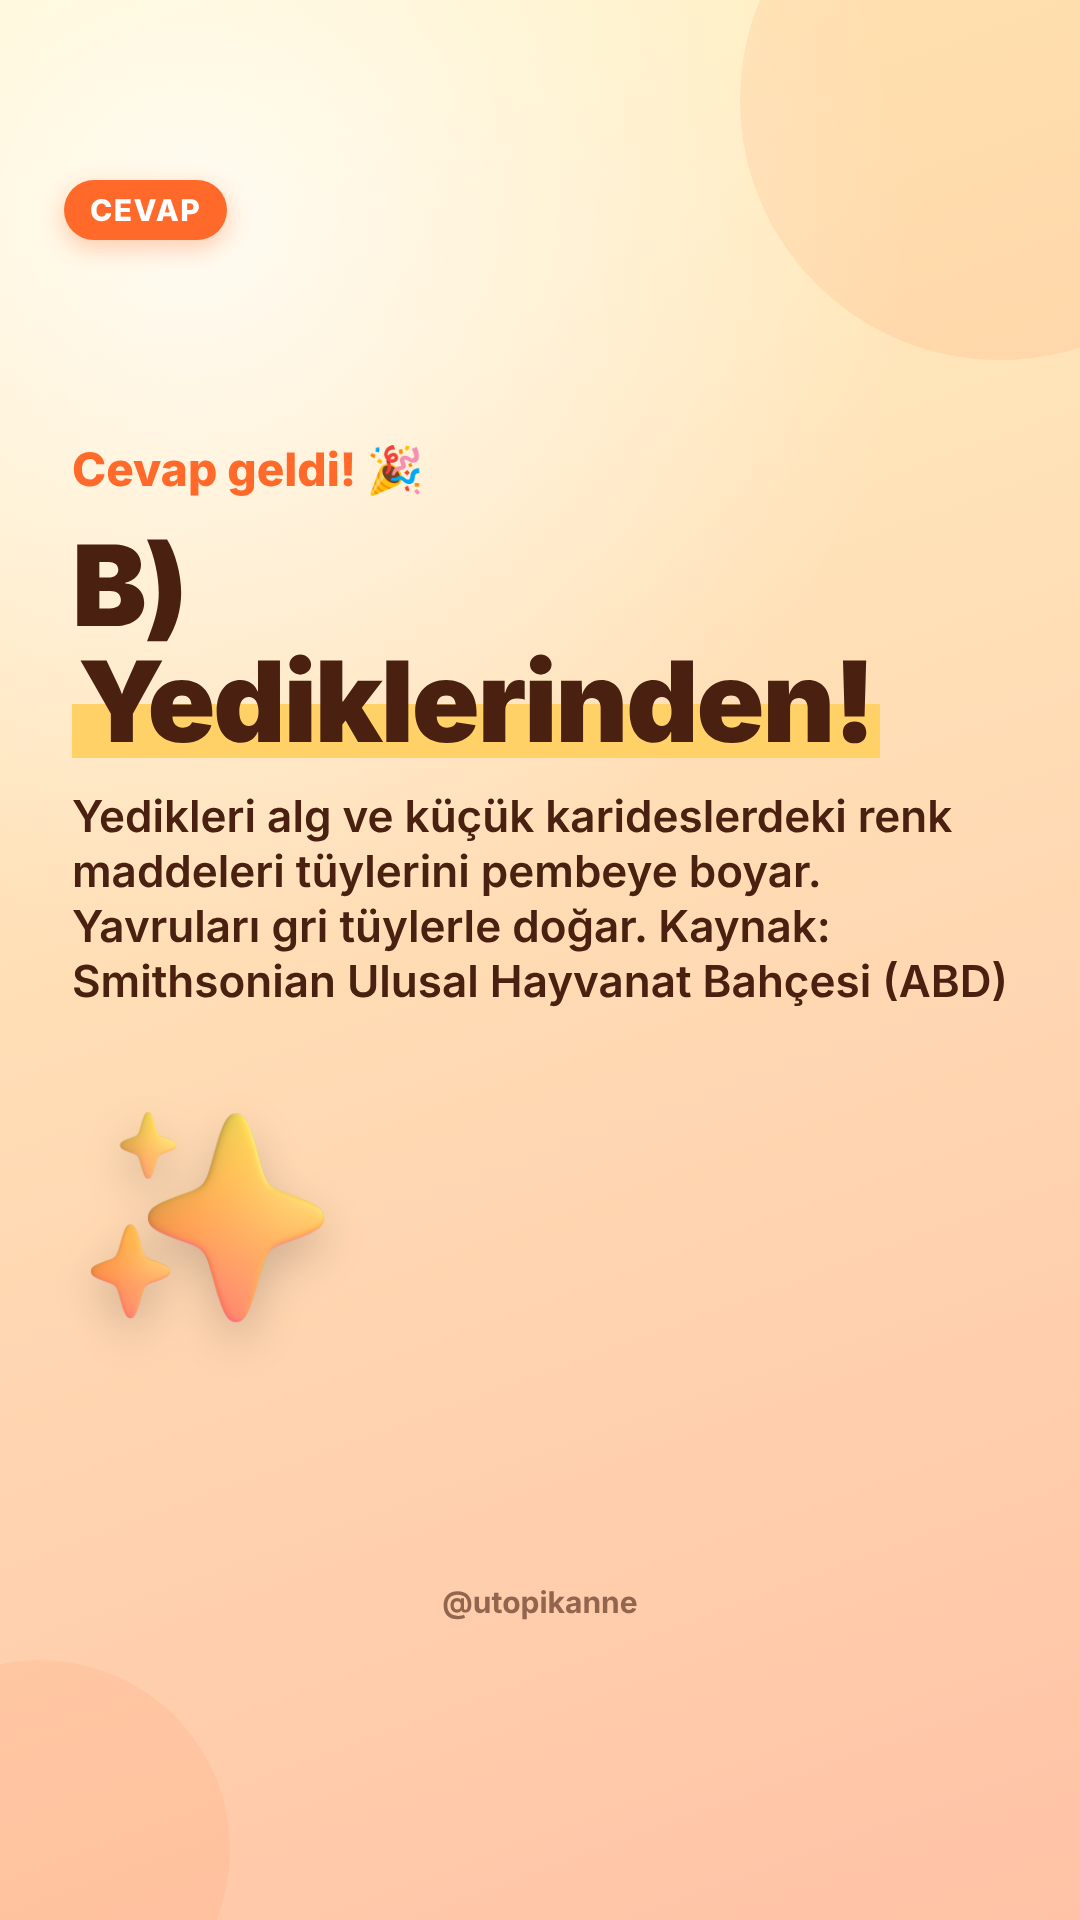 CEVAP
Cevap geldi! 🎉
B)
Yediklerinden!
Yedikleri alg ve küçük karideslerdeki renk
maddeleri tüylerini pembeye boyar.
Yavruları gri tüylerle doğar. Kaynak:
Smithsonian Ulusal Hayvanat Bahçesi (ABD)
@utopikanne